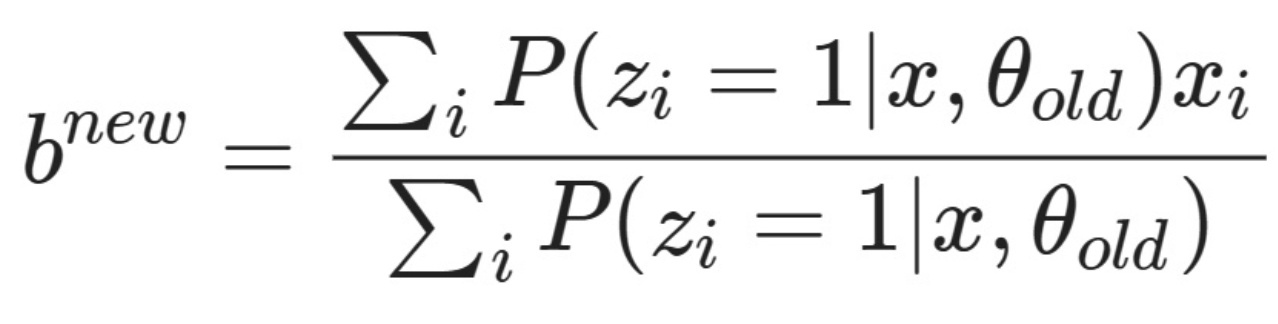 b^{new} = \frac{\sum_i P(z_i = 1|x, \theta_{old})x_i}{\sum_i P(z_i = 1|x, \theta_{old})}